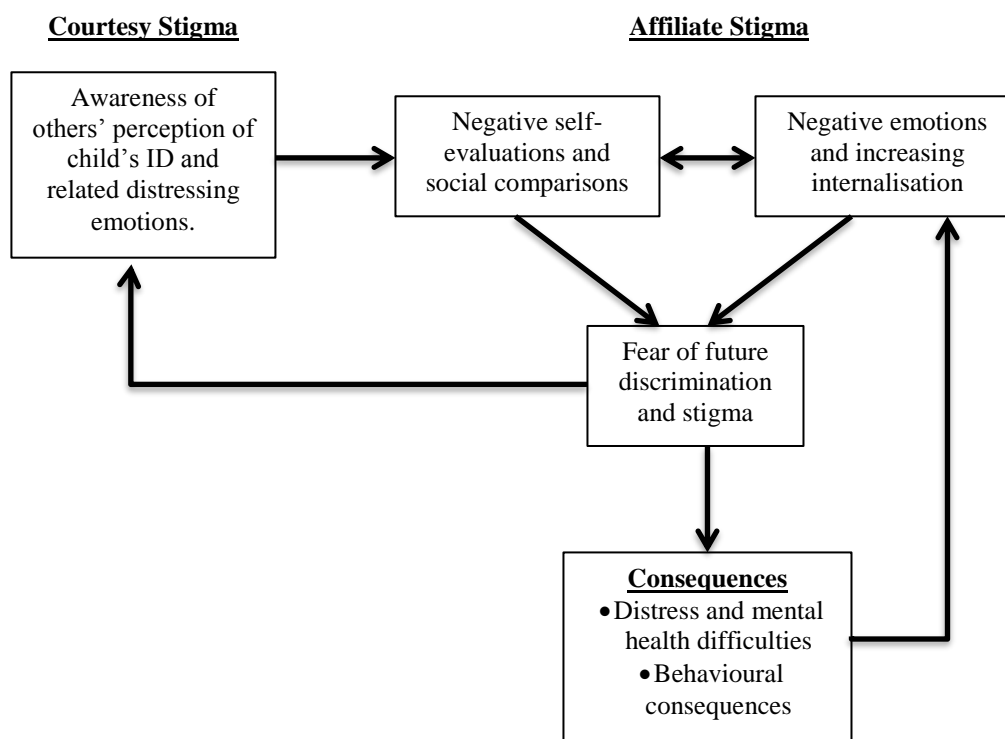 Courtesy Stigma
Affiliate Stigma
Awareness of
others’ perception of
child’s ID and
related distressing
emotions.
Negative self-
evaluations and
social comparisons
Negative emotions
and increasing
internalisation
Fear of future
discrimination
and stigma
Consequences
•Distress and mental
health difficulties
•Behavioural
consequences